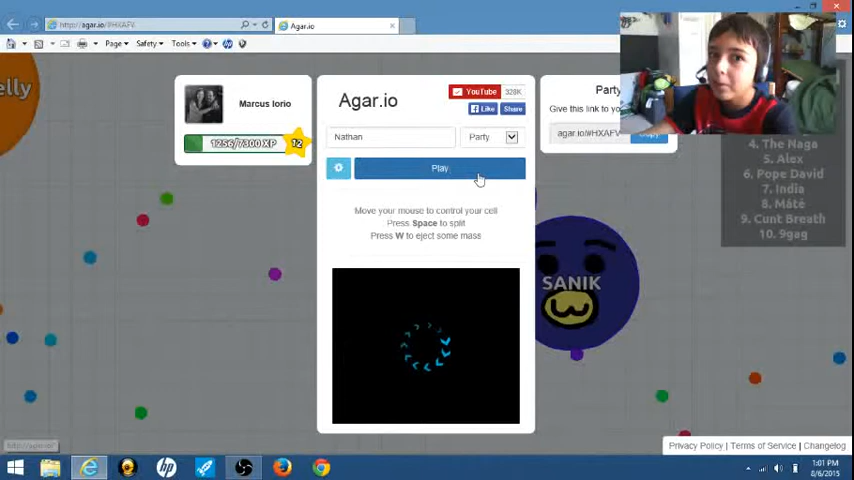 http://agar.io/#HXAFV
Agar.io
Page
Safety
Tools
elly
Marcus Iorio
1256/7300 XP
12
Agar.io
YouTube 328K
Like Share
Nathan
Party
Play
Move your mouse to control your cell
Press Space to split
Press W to eject some mass
Party
Give this link to yo
agar.io/#HXAFV
Copy
4. The Naga
5. Alex
6. Pope David
7. India
8. Máté
9. Cunt Breath
10. 9gag
SANIK
Privacy Policy | Terms of Service | Changelog
1:01 PM
8/6/2015